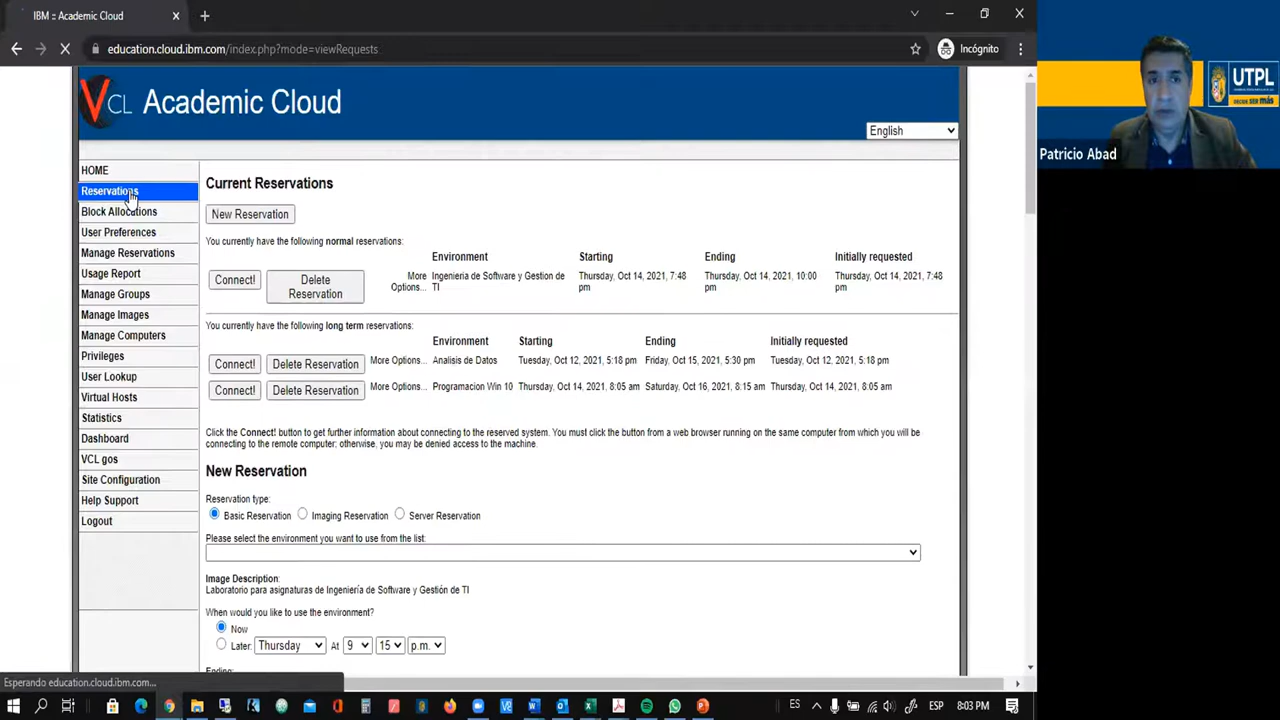 IBM :: Academic Cloud
education.cloud.ibm.com/index.php?mode=viewRequests
Incógnito
VCL Academic Cloud
English
HOME
Reservations
Block Allocations
User Preferences
Manage Reservations
Usage Report
Manage Groups
Manage Images
Manage Computers
Privileges
User Lookup
Virtual Hosts
Statistics
Dashboard
VCL gos
Site Configuration
Help Support
Logout
Current Reservations
New Reservation
You currently have the following normal reservations:
Environment Starting Ending Initially requested
Connect! Delete Reservation More Options... Ingenieria de Software y Gestion de TI Thursday, Oct 14, 2021, 7:48 pm Thursday, Oct 14, 2021, 10:00 pm Thursday, Oct 14, 2021, 7:48 pm
You currently have the following long term reservations:
Environment Starting Ending Initially requested
Connect! Delete Reservation More Options... Analisis de Datos Tuesday, Oct 12, 2021, 5:18 pm Friday, Oct 15, 2021, 5:30 pm Tuesday, Oct 12, 2021, 5:18 pm
Connect! Delete Reservation More Options... Programacion Win 10 Thursday, Oct 14, 2021, 8:05 am Saturday, Oct 16, 2021, 8:15 am Thursday, Oct 14, 2021, 8:05 am
Click the Connect! button to get further information about connecting to the reserved system. You must click the button from a web browser running on the same computer from which you will be
connecting to the remote computer; otherwise, you may be denied access to the machine.
New Reservation
Reservation type:
Basic Reservation Imaging Reservation Server Reservation
Please select the environment you want to use from the list:
Image Description:
Laboratorio para asignaturas de Ingeniería de Software y Gestión de TI
When would you like to use the environment?
Now
Later: Thursday At 9 15 p.m.
Ending:
Esperando education.cloud.ibm.com...
ES ESP 8:03 PM
UTPL
DECIDE SER MÁS
Patricio Abad